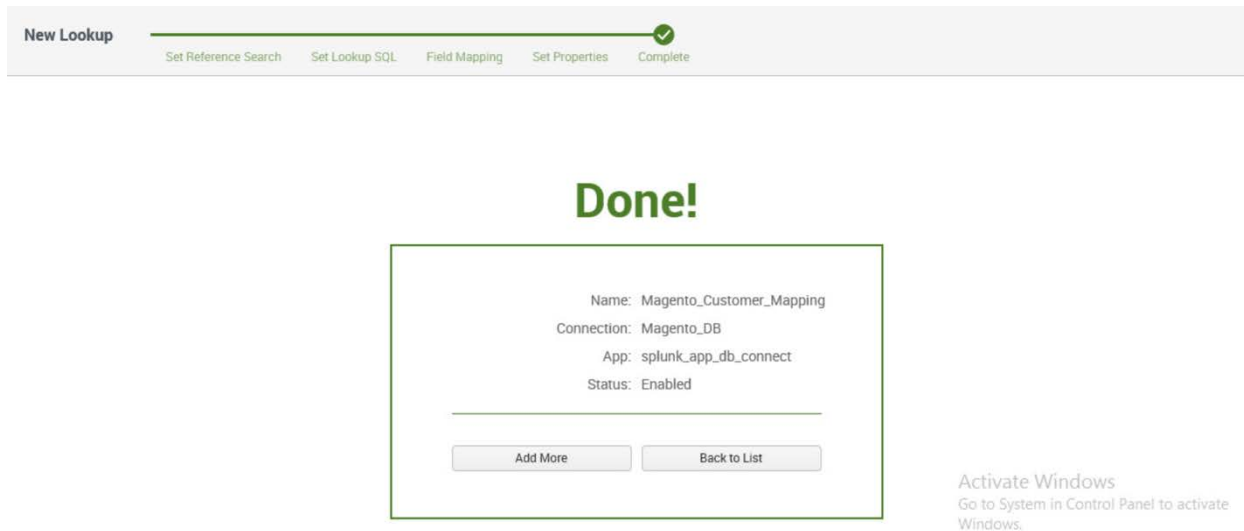 New Lookup
Set Reference Search Set Lookup SQL Field Mapping Set Properties Complete
Done!
Name: Magento_Customer_Mapping
Connection: Magento_DB
App: splunk_app_db_connect
Status: Enabled
Add More Back to List
Activate Windows
Go to System in Control Panel to activate
Windows.